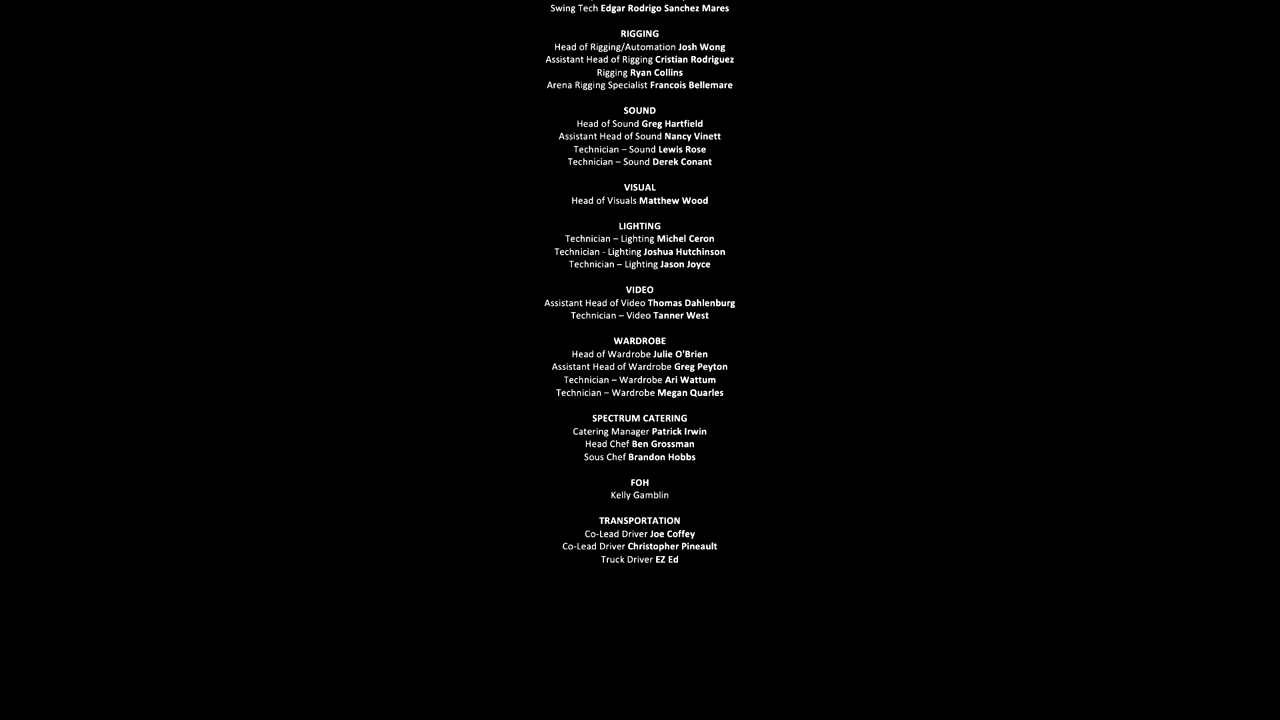 Swing Tech Edgar Rodrigo Sanchez Mares
RIGGING
Head of Rigging/Automation Josh Wong
Assistant Head of Rigging Cristian Rodriguez
Rigging Ryan Collins
Arena Rigging Specialist Francois Bellemare
SOUND
Head of Sound Greg Hartfield
Assistant Head of Sound Nancy Vinett
Technician – Sound Lewis Rose
Technician – Sound Derek Conant
VISUAL
Head of Visuals Matthew Wood
LIGHTING
Technician – Lighting Michel Ceron
Technician - Lighting Joshua Hutchinson
Technician – Lighting Jason Joyce
VIDEO
Assistant Head of Video Thomas Dahlenburg
Technician – Video Tanner West
WARDROBE
Head of Wardrobe Julie O'Brien
Assistant Head of Wardrobe Greg Peyton
Technician – Wardrobe Ari Wattum
Technician – Wardrobe Megan Quarles
SPECTRUM CATERING
Catering Manager Patrick Irwin
Head Chef Ben Grossman
Sous Chef Brandon Hobbs
FOH
Kelly Gamblin
TRANSPORTATION
Co-Lead Driver Joe Coffey
Co-Lead Driver Christopher Pineault
Truck Driver EZ Ed